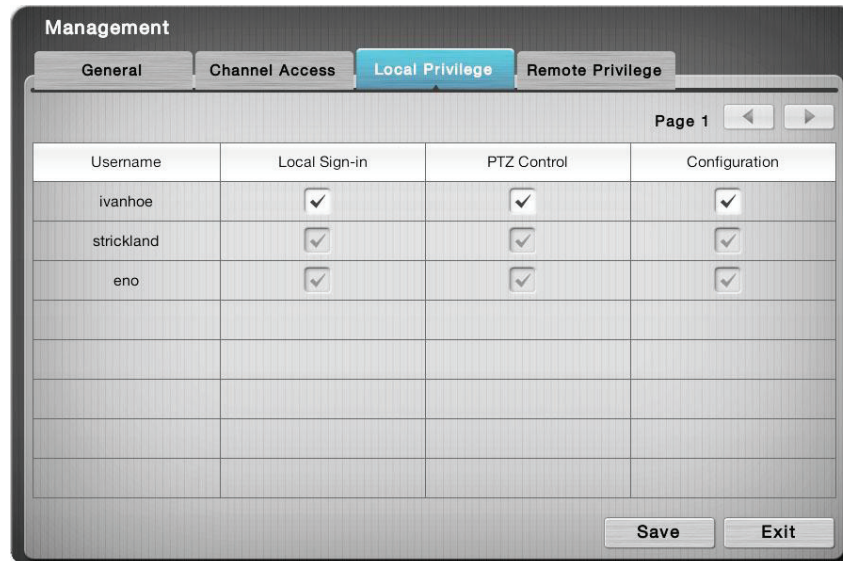 Management
General Channel Access Local Privilege Remote Privilege
Page 1
Username Local Sign-in PTZ Control Configuration
ivanhoe
strickland
eno
Save Exit